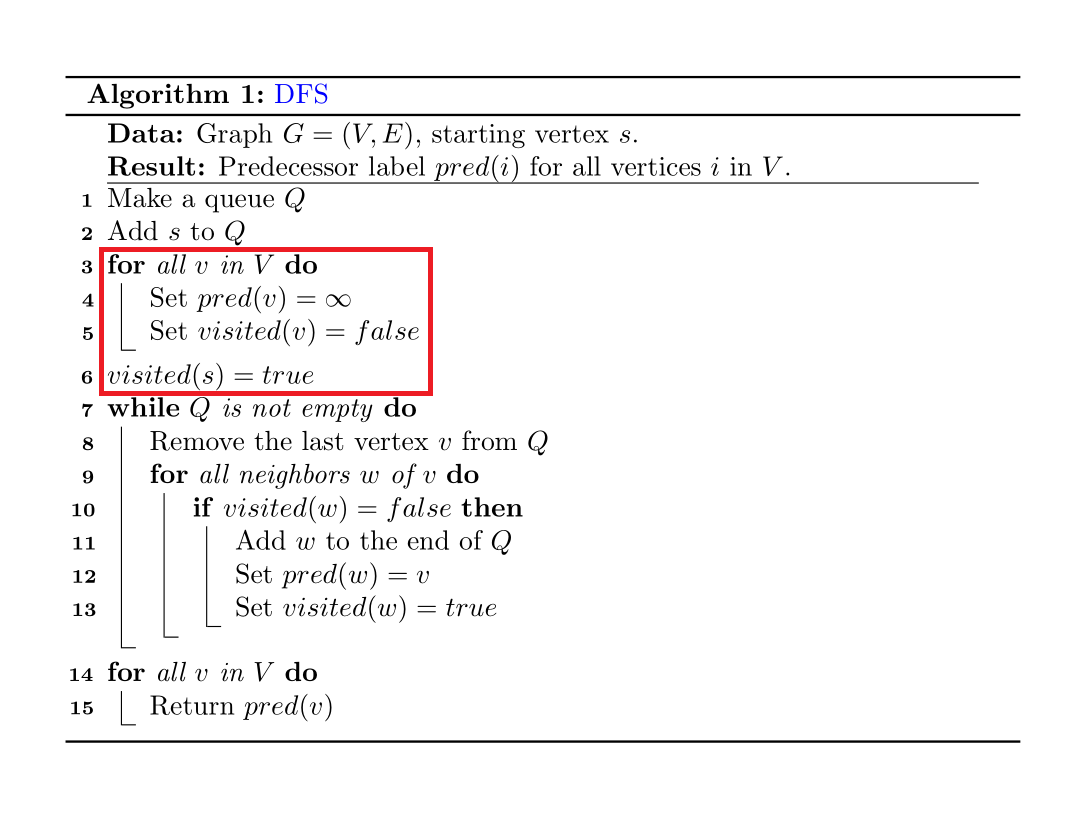 Algorithm 1: DFS
Data: Graph G = (V, E), starting vertex s.
Result: Predecessor label pred(i) for all vertices i in V.
1 Make a queue Q
2 Add s to Q
3 for all v in V do
4 Set pred(v) = ∞
5 Set visited(v) = false
6 visited(s) = true
7 while Q is not empty do
8 Remove the last vertex v from Q
9 for all neighbors w of v do
10 if visited(w) = false then
11 Add w to the end of Q
12 Set pred(w) = v
13 Set visited(w) = true
14 for all v in V do
15 Return pred(v)